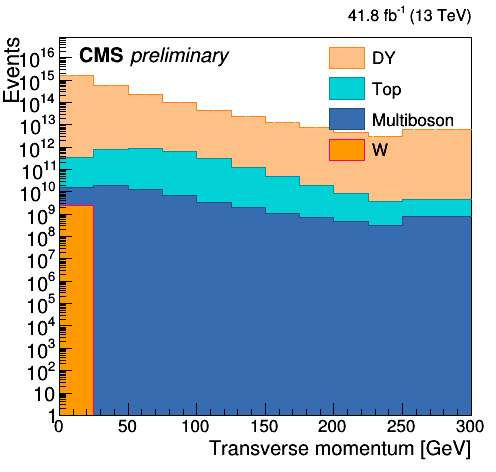 41.8 fb⁻¹ (13 TeV)
Events
CMS preliminary
DY
Top
Multiboson
W
10¹⁶
10¹⁵
10¹⁴
10¹³
10¹²
10¹¹
10¹⁰
10⁹
10⁸
10⁷
10⁶
10⁵
10⁴
10³
10²
10
1
0 50 100 150 200 250 300
Transverse momentum [GeV]